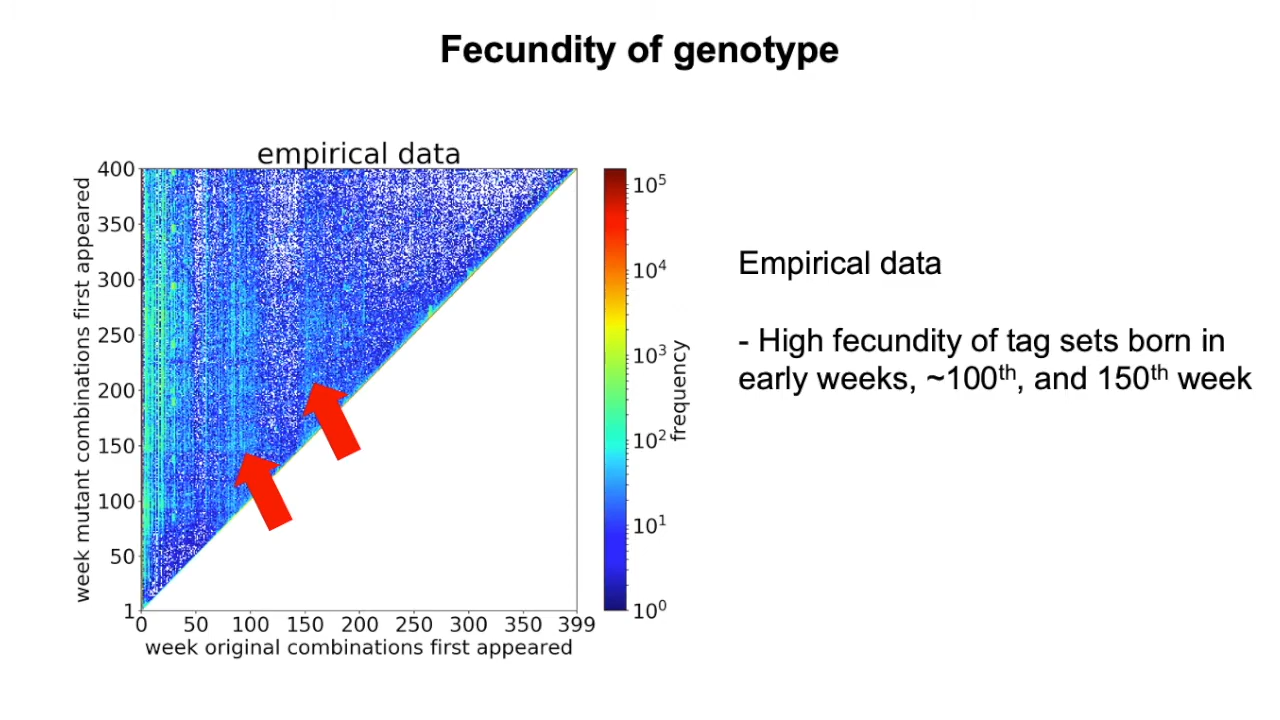 Fecundity of genotype
empirical data
400
350
300
250
200
150
100
50
1
week mutant combinations first appeared
0 50 100 150 200 250 300 350 399
week original combinations first appeared
10⁵
10⁴
10³
10²
10¹
10⁰
frequency
Empirical data
- High fecundity of tag sets born in
early weeks, ~100ᵗʰ, and 150ᵗʰ week